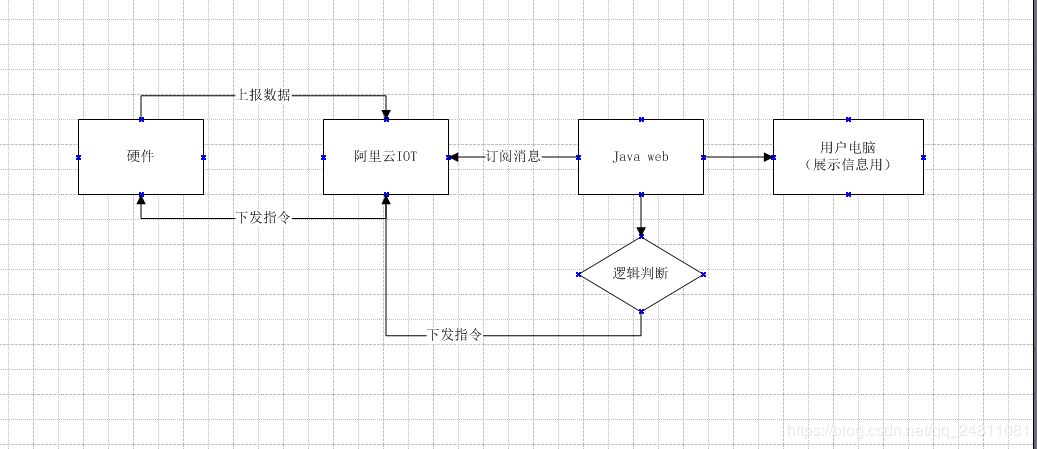 上报数据
硬件
阿里云IOT
订阅消息
Java web
用户电脑
（展示信息用）
下发指令
逻辑判断
下发指令
https://blog.csdn.net/qq_24811081